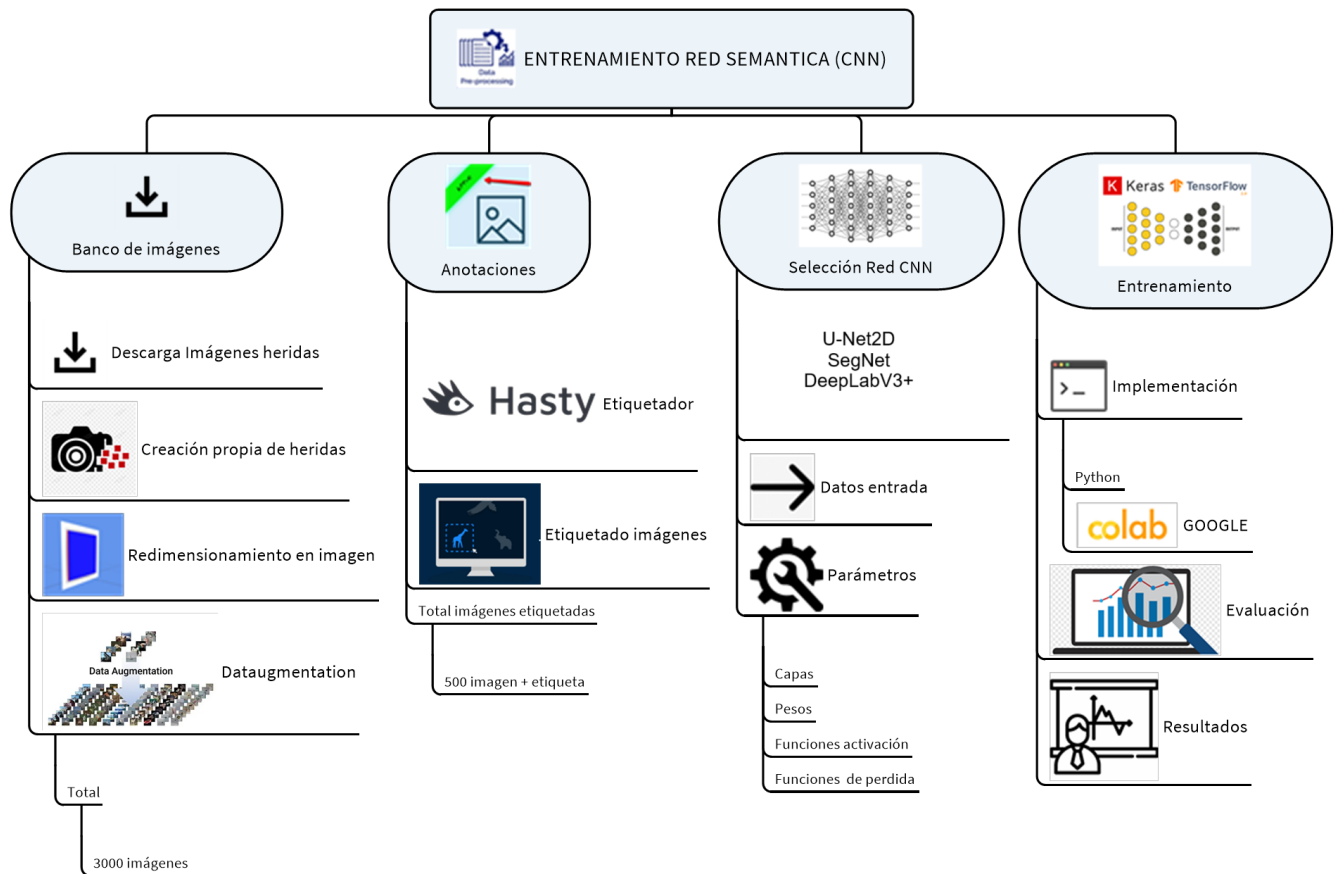 Data
Pre-processing
ENTRENAMIENTO RED SEMANTICA (CNN)
Banco de imágenes
Descarga Imágenes heridas
Creación propia de heridas
Redimensionamiento en imagen
Data Augmentation
Dataugmentation
Total
3000 imágenes
Anotaciones
Hasty Etiquetador
Etiquetado imágenes
Total imágenes etiquetadas
500 imagen + etiqueta
Selección Red CNN
U-Net2D
SegNet
DeepLabV3+
Datos entrada
Parámetros
Capas
Pesos
Funciones activación
Funciones de perdida
K Keras TensorFlow
INPUT
OUTPUT
Entrenamiento
Implementación
Python
colab GOOGLE
Evaluación
Resultados